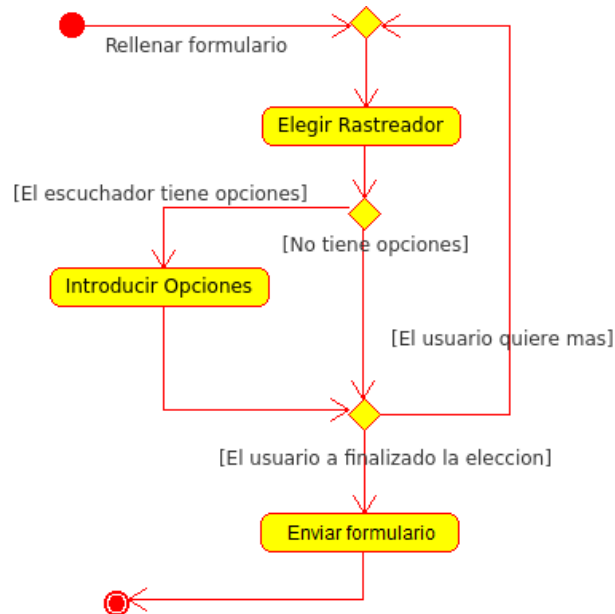 Rellenar formulario
Elegir Rastreador
[El escuchador tiene opciones]
[No tiene opciones]
Introducir Opciones
[El usuario quiere mas]
[El usuario a finalizado la eleccion]
Enviar formulario